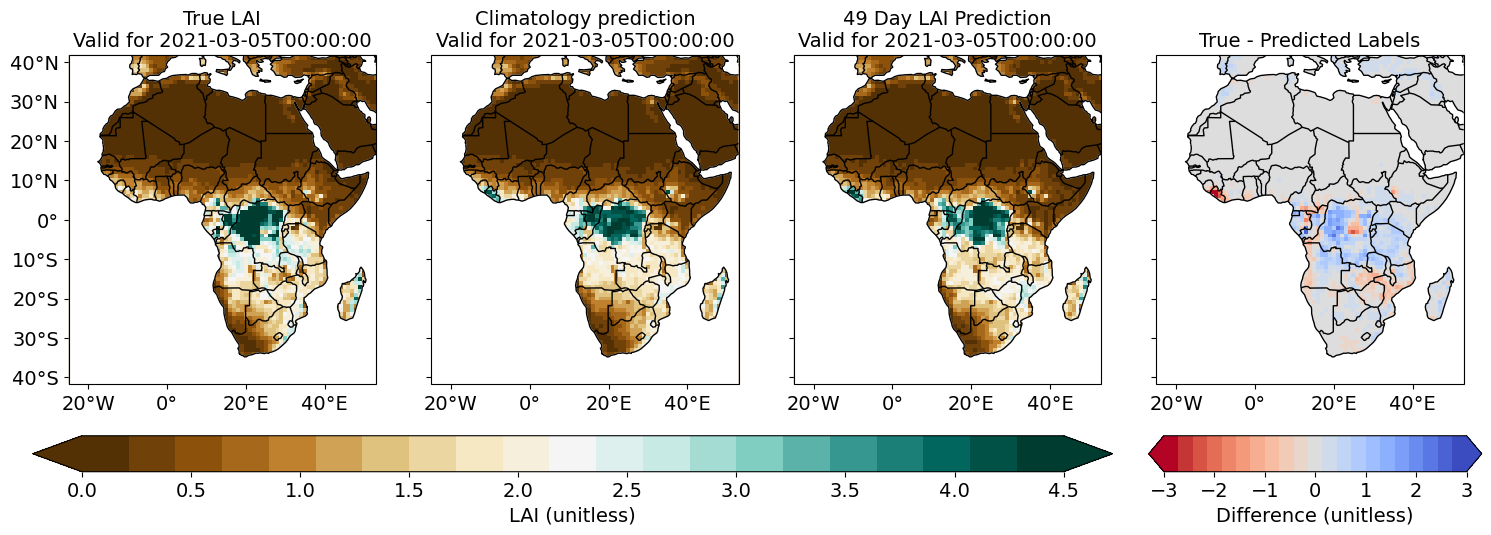 True LAI
Valid for 2021-03-05T00:00:00
Climatology prediction
Valid for 2021-03-05T00:00:00
49 Day LAI Prediction
Valid for 2021-03-05T00:00:00
True - Predicted Labels
40°N
30°N
20°N
10°N
0°
10°S
20°S
30°S
40°S
20°W 0° 20°E 40°E
20°W 0° 20°E 40°E
20°W 0° 20°E 40°E
20°W 0° 20°E 40°E
0.0 0.5 1.0 1.5 2.0 2.5 3.0 3.5 4.0 4.5
LAI (unitless)
−3 −2 −1 0 1 2 3
Difference (unitless)